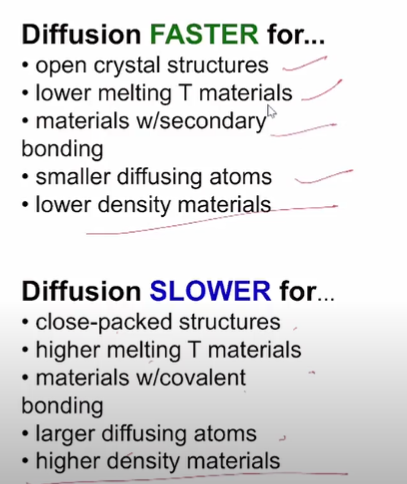 Diffusion FASTER for...
• open crystal structures
• lower melting T materials
• materials w/secondary
bonding
• smaller diffusing atoms
• lower density materials
Diffusion SLOWER for...
• close-packed structures
• higher melting T materials
• materials w/covalent
bonding
• larger diffusing atoms
• higher density materials